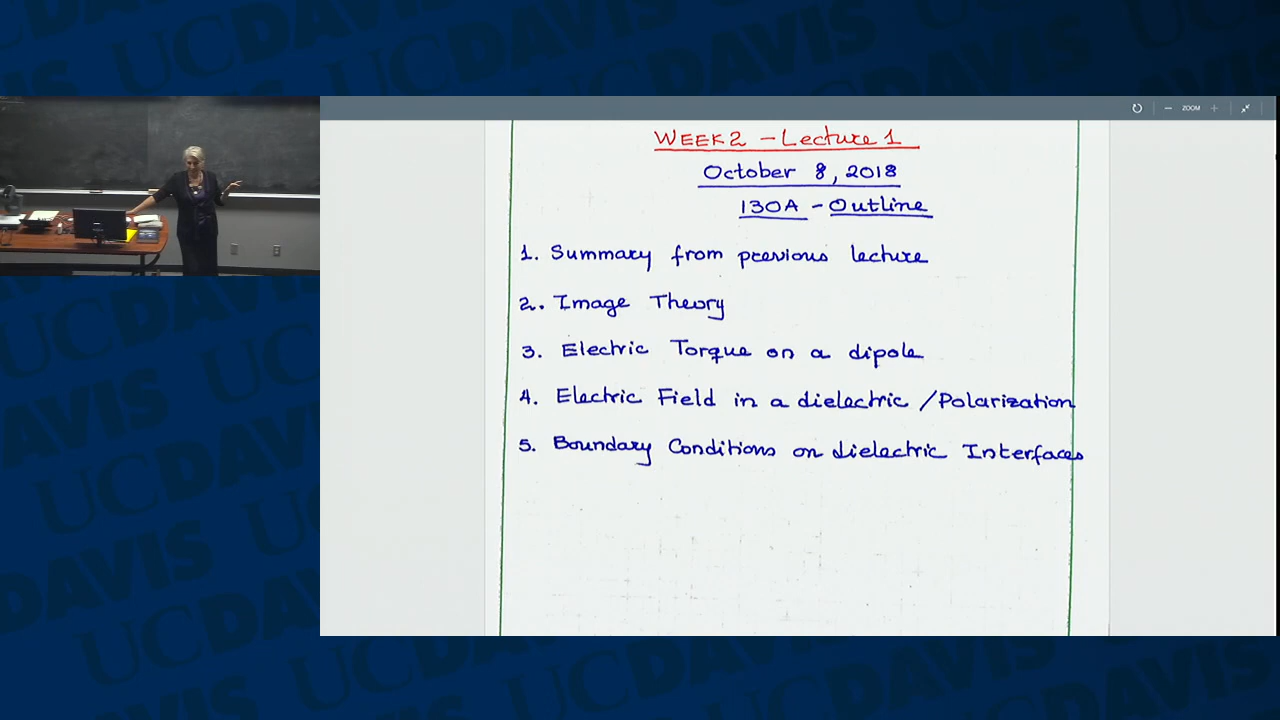 UCDAVIS
ZOOM
WEEK2 - Lecture 1
October 8, 2018
130A - Outline
1. Summary from previous lecture
2. Image Theory
3. Electric Torque on a dipole
4. Electric Field in a dielectric / Polarization
5. Boundary Conditions on dielectric Interfaces